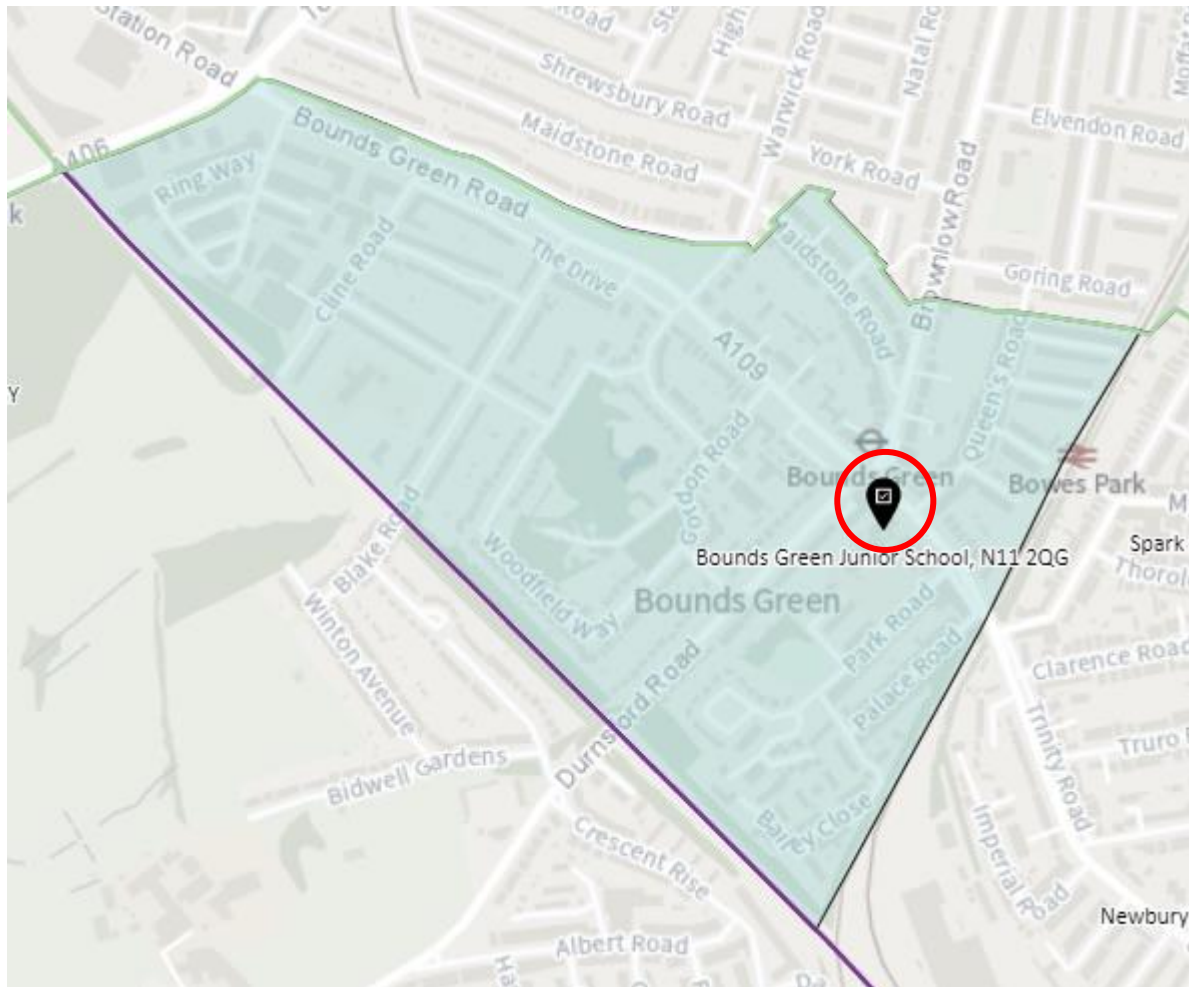 Station Road
Road
Shrewsbury Road
Warwick Road
Natal Road
Maidstone Road
York Road
Elvendon Road
A406
Bounds Green Road
Ring Way
k
Cline Road
The Drive
Maidstone Road
Brownlow Road
Goring Road
A109
Queen's Road
Y
Gordon Road
Bounds Green
Bowes Park
M
Bounds Green Junior School, N11 2QG
Spark
Blake Road
Woodfield Way
Bounds Green
Winton Avenue
Park Road
Palace Road
Clarence Road
Durnsford Road
Trinity Road
Truro
Bidwell Gardens
Barley Close
Crescent Rise
Imperial Road
Newbury
Albert Road